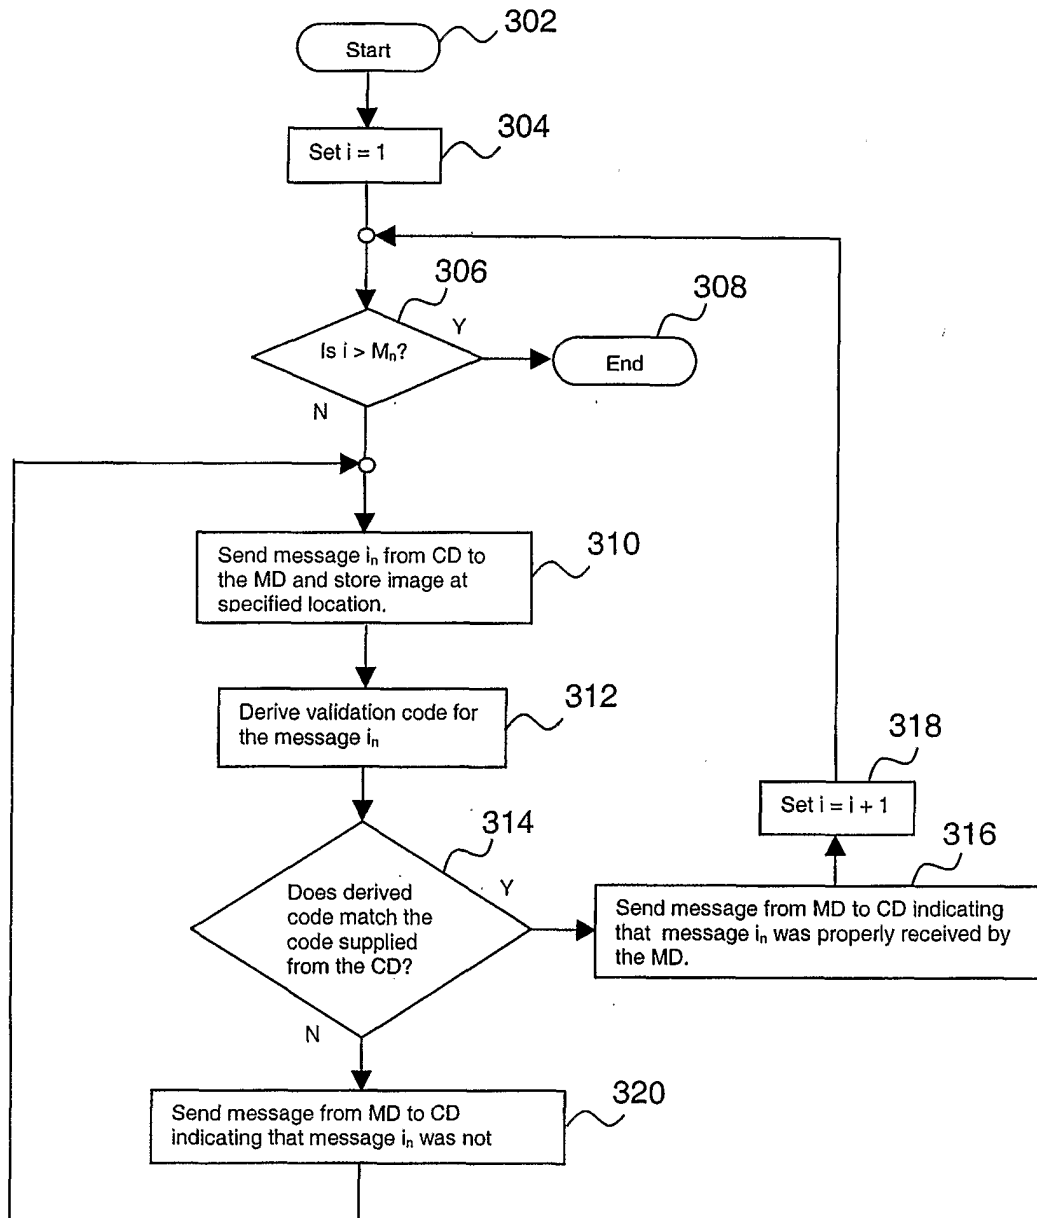 302
Start
304
Set i = 1
306
308
Y
Is i > Mₙ?
End
N
310
Send message iₙ from CD to
the MD and store image at
specified location.
312
Derive validation code for
the message iₙ
318
Set i = i + 1
314
316
Y
Does derived
code match the
code supplied
from the CD?
Send message from MD to CD indicating
that message iₙ was properly received by
the MD.
N
320
Send message from MD to CD
indicating that message iₙ was not